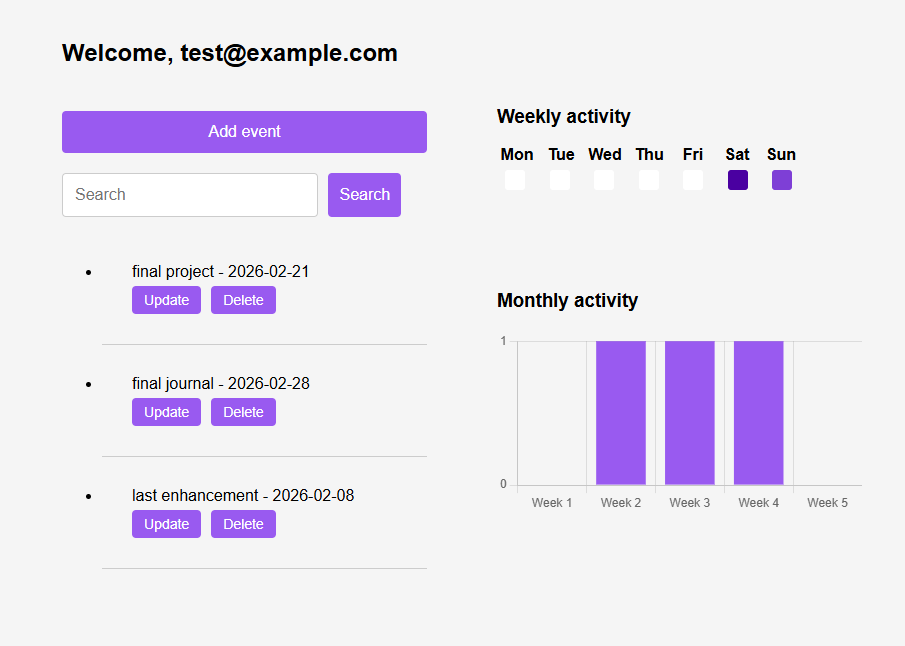 Welcome, test@example.com
Add event
Search
Search
final project - 2026-02-21
Update Delete
final journal - 2026-02-28
Update Delete
last enhancement - 2026-02-08
Update Delete
Weekly activity
Mon Tue Wed Thu Fri Sat Sun
Monthly activity
1
0
Week 1 Week 2 Week 3 Week 4 Week 5